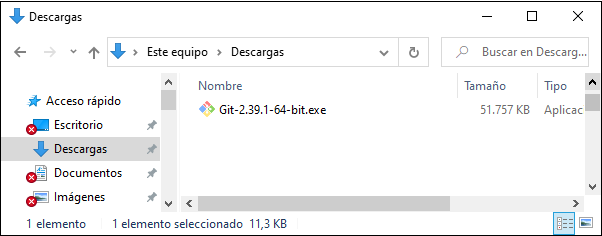 Descargas
Este equipo Descargas Buscar en Descarg...
Nombre Tamaño Tipo
Acceso rápido Git-2.39.1-64-bit.exe 51.757 KB Aplicac
Escritorio
Descargas
Documentos
Imágenes
1 elemento 1 elemento seleccionado 11,3 KB